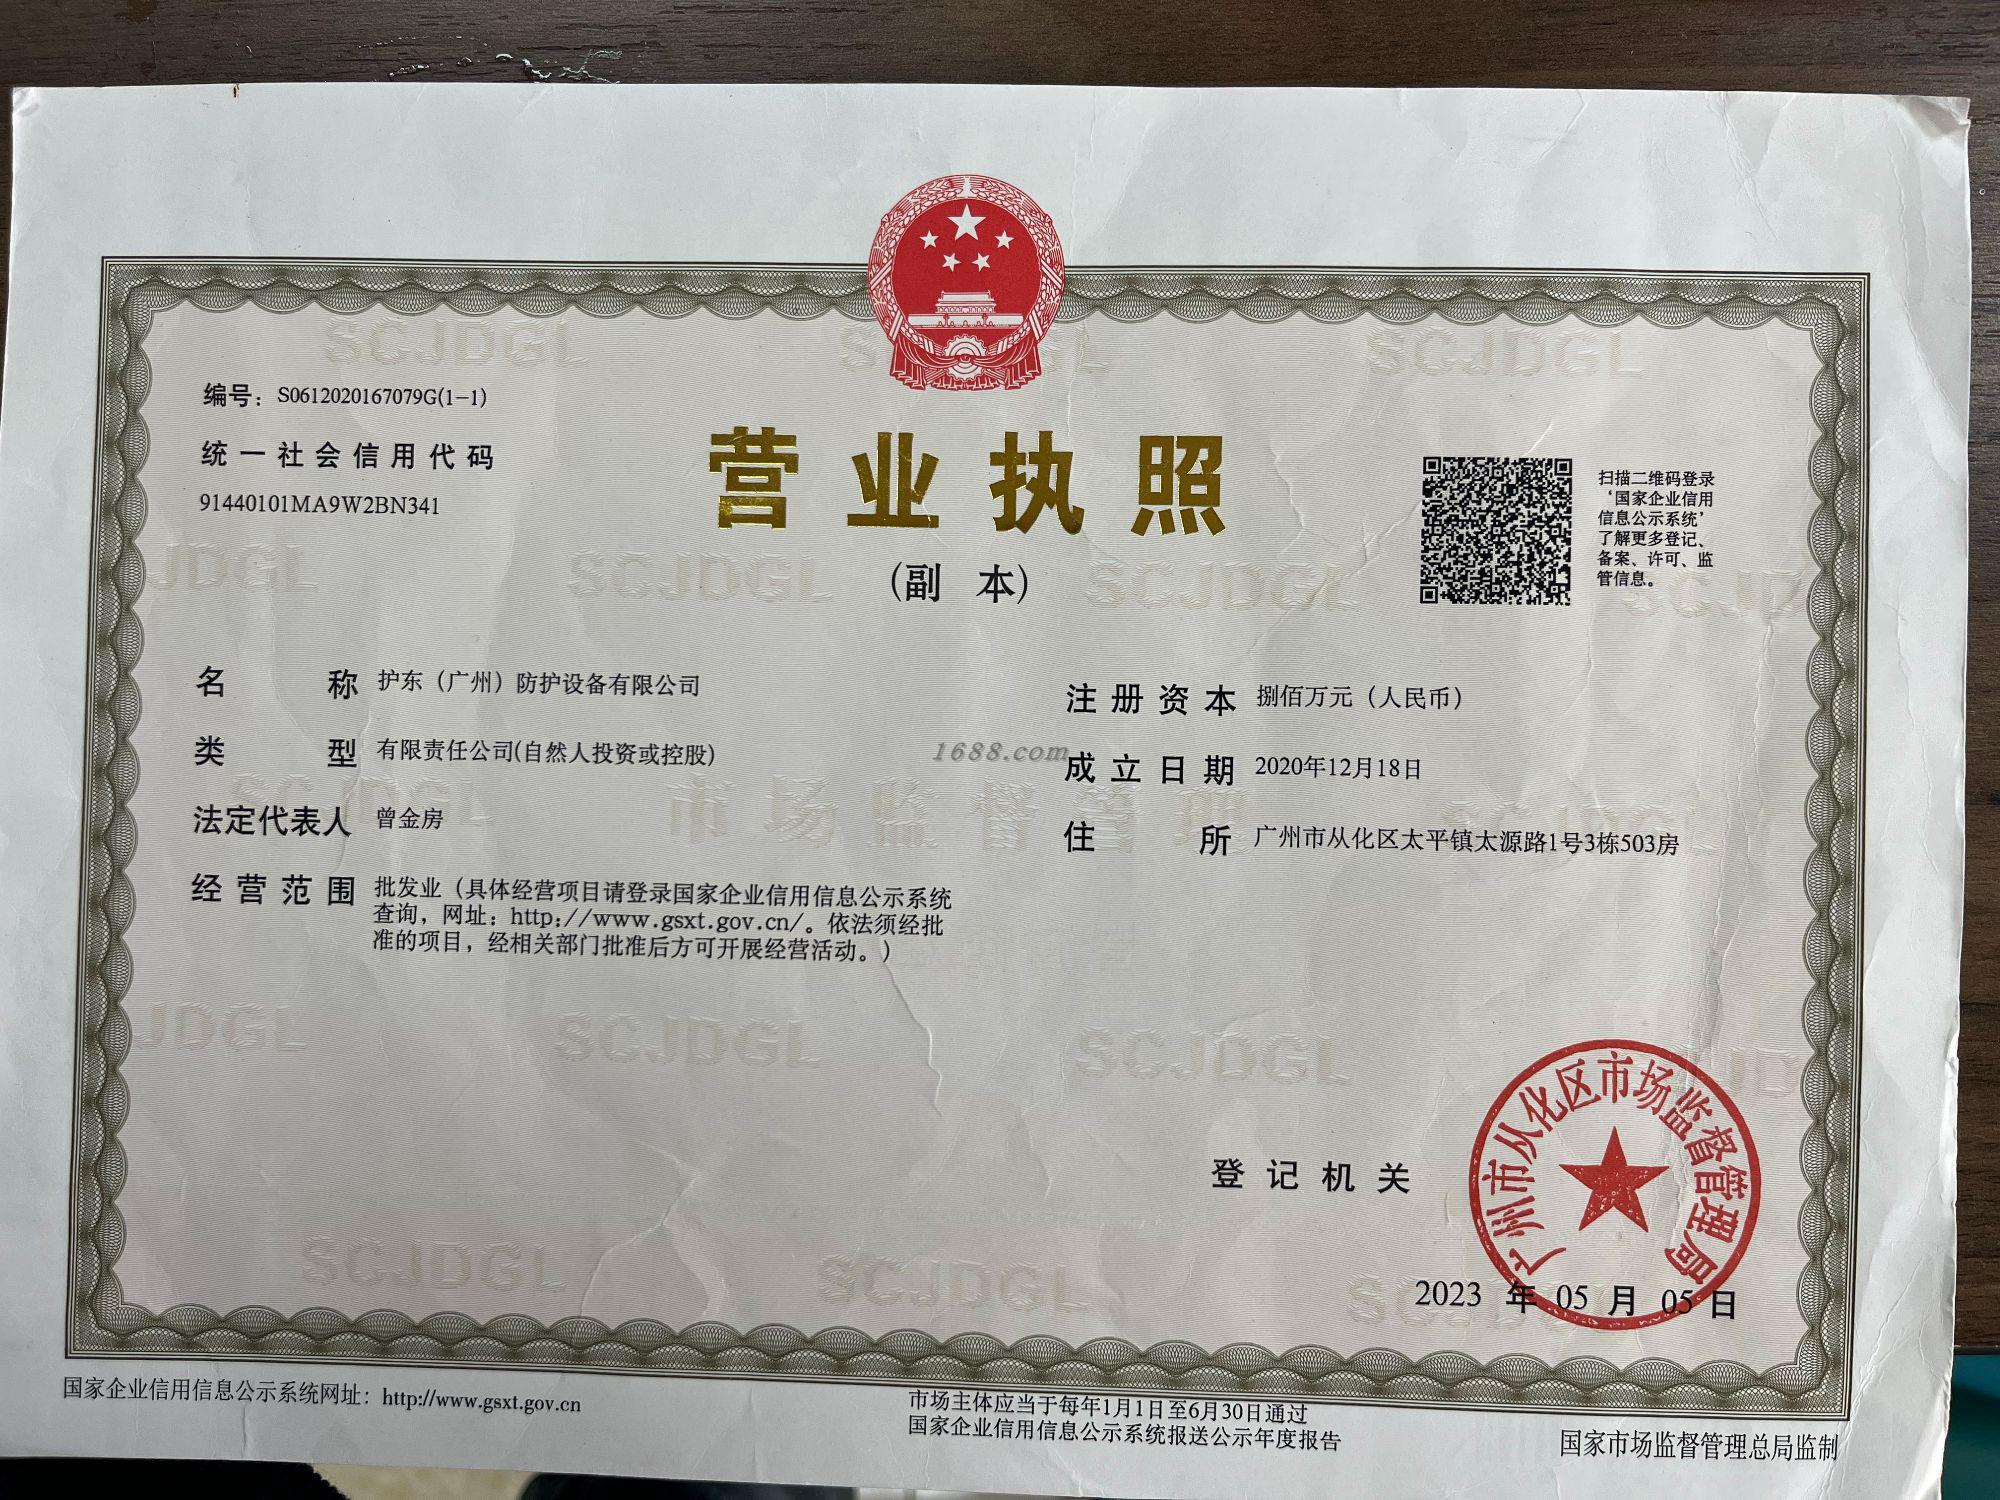 编号： S0612020167079G(1-1)
统一社会信用代码
91440101MA9W2BN341
营业执照
(副 本)
扫描二维码登录
‘国家企业信用
信息公示系统’
了解更多登记、
备案、许可、监
管信息。
名 称 护东（广州）防护设备有限公司
类 型 有限责任公司(自然人投资或控股)
法定代表人 曾金房
经营范围 批发业（具体经营项目请登录国家企业信用信息公示系统
查询，网址：http://www.gsxt.gov.cn/。依法须经批
准的项目，经相关部门批准后方可开展经营活动。）
注册资本 捌佰万元（人民币）
1688.com
成立日期 2020年12月18日
住 所 广州市从化区太平镇太源路1号3栋503房
SCJDGL
市场监督管理
登记机关
广州市从化区市场监督管理局
2023 年 05 月 05 日
国家企业信用信息公示系统网址：http://www.gsxt.gov.cn
市场主体应当于每年1月1日至6月30日通过
国家企业信用信息公示系统报送公示年度报告
国家市场监督管理总局监制